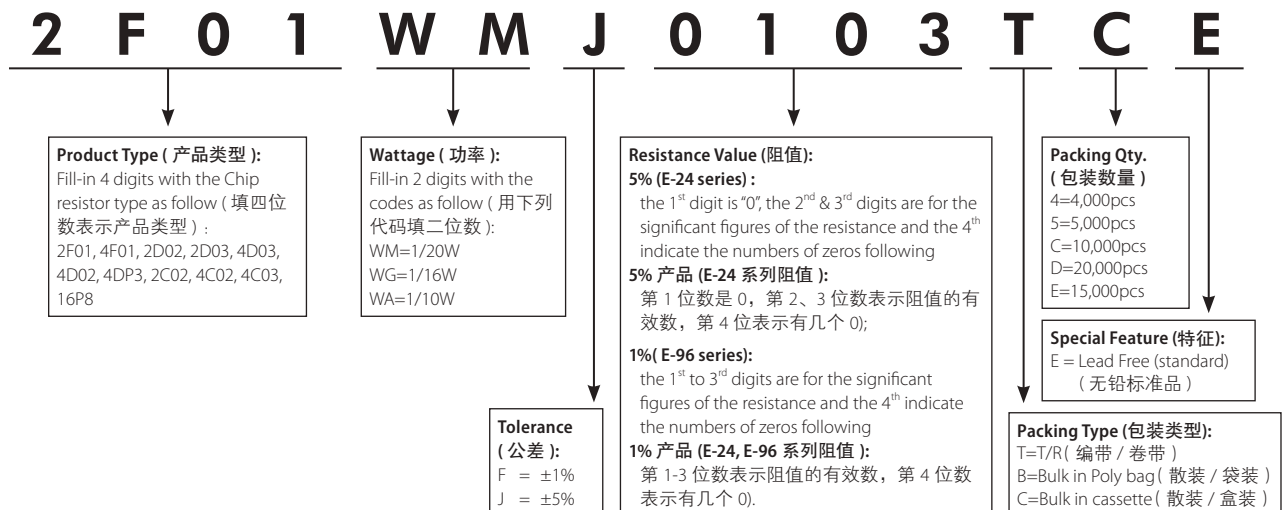 2 F 0 1 W M J 0 1 0 3 T C E
Product Type ( 产品类型 ):
Fill-in 4 digits with the Chip
resistor type as follow ( 填四位
数表示产品类型 ) :
2F01, 4F01, 2D02, 2D03, 4D03,
4D02, 4DP3, 2C02, 4C02, 4C03,
16P8
Wattage ( 功率 ):
Fill-in 2 digits with the
codes as follow ( 用下列
代码填二位数 ):
WM=1/20W
WG=1/16W
WA=1/10W
Tolerance
( 公差 ):
F = ±1%
J = ±5%
Resistance Value (阻值):
5% (E-24 series) :
the 1st digit is “0”, the 2nd & 3rd digits are for the
significant figures of the resistance and the 4th
indicate the numbers of zeros following
5% 产品 (E-24 系列阻值 ):
第 1 位数是 0，第 2、3 位数表示阻值的有
效数，第 4 位表示有几个 0);
1%( E-96 series):
the 1st to 3rd digits are for the significant
figures of the resistance and the 4th indicate
the numbers of zeros following
1% 产品 (E-24, E-96 系列阻值 ):
第 1-3 位数表示阻值的有效数，第 4 位数
表示有几个 0).
Packing Qty.
( 包装数量 )
4=4,000pcs
5=5,000pcs
C=10,000pcs
D=20,000pcs
E=15,000pcs
Special Feature (特征):
E = Lead Free (standard)
( 无铅标准品 )
Packing Type (包装类型):
T=T/R( 编带 / 卷带 )
B=Bulk in Poly bag( 散装 / 袋装 )
C=Bulk in cassette( 散装 / 盒装 )